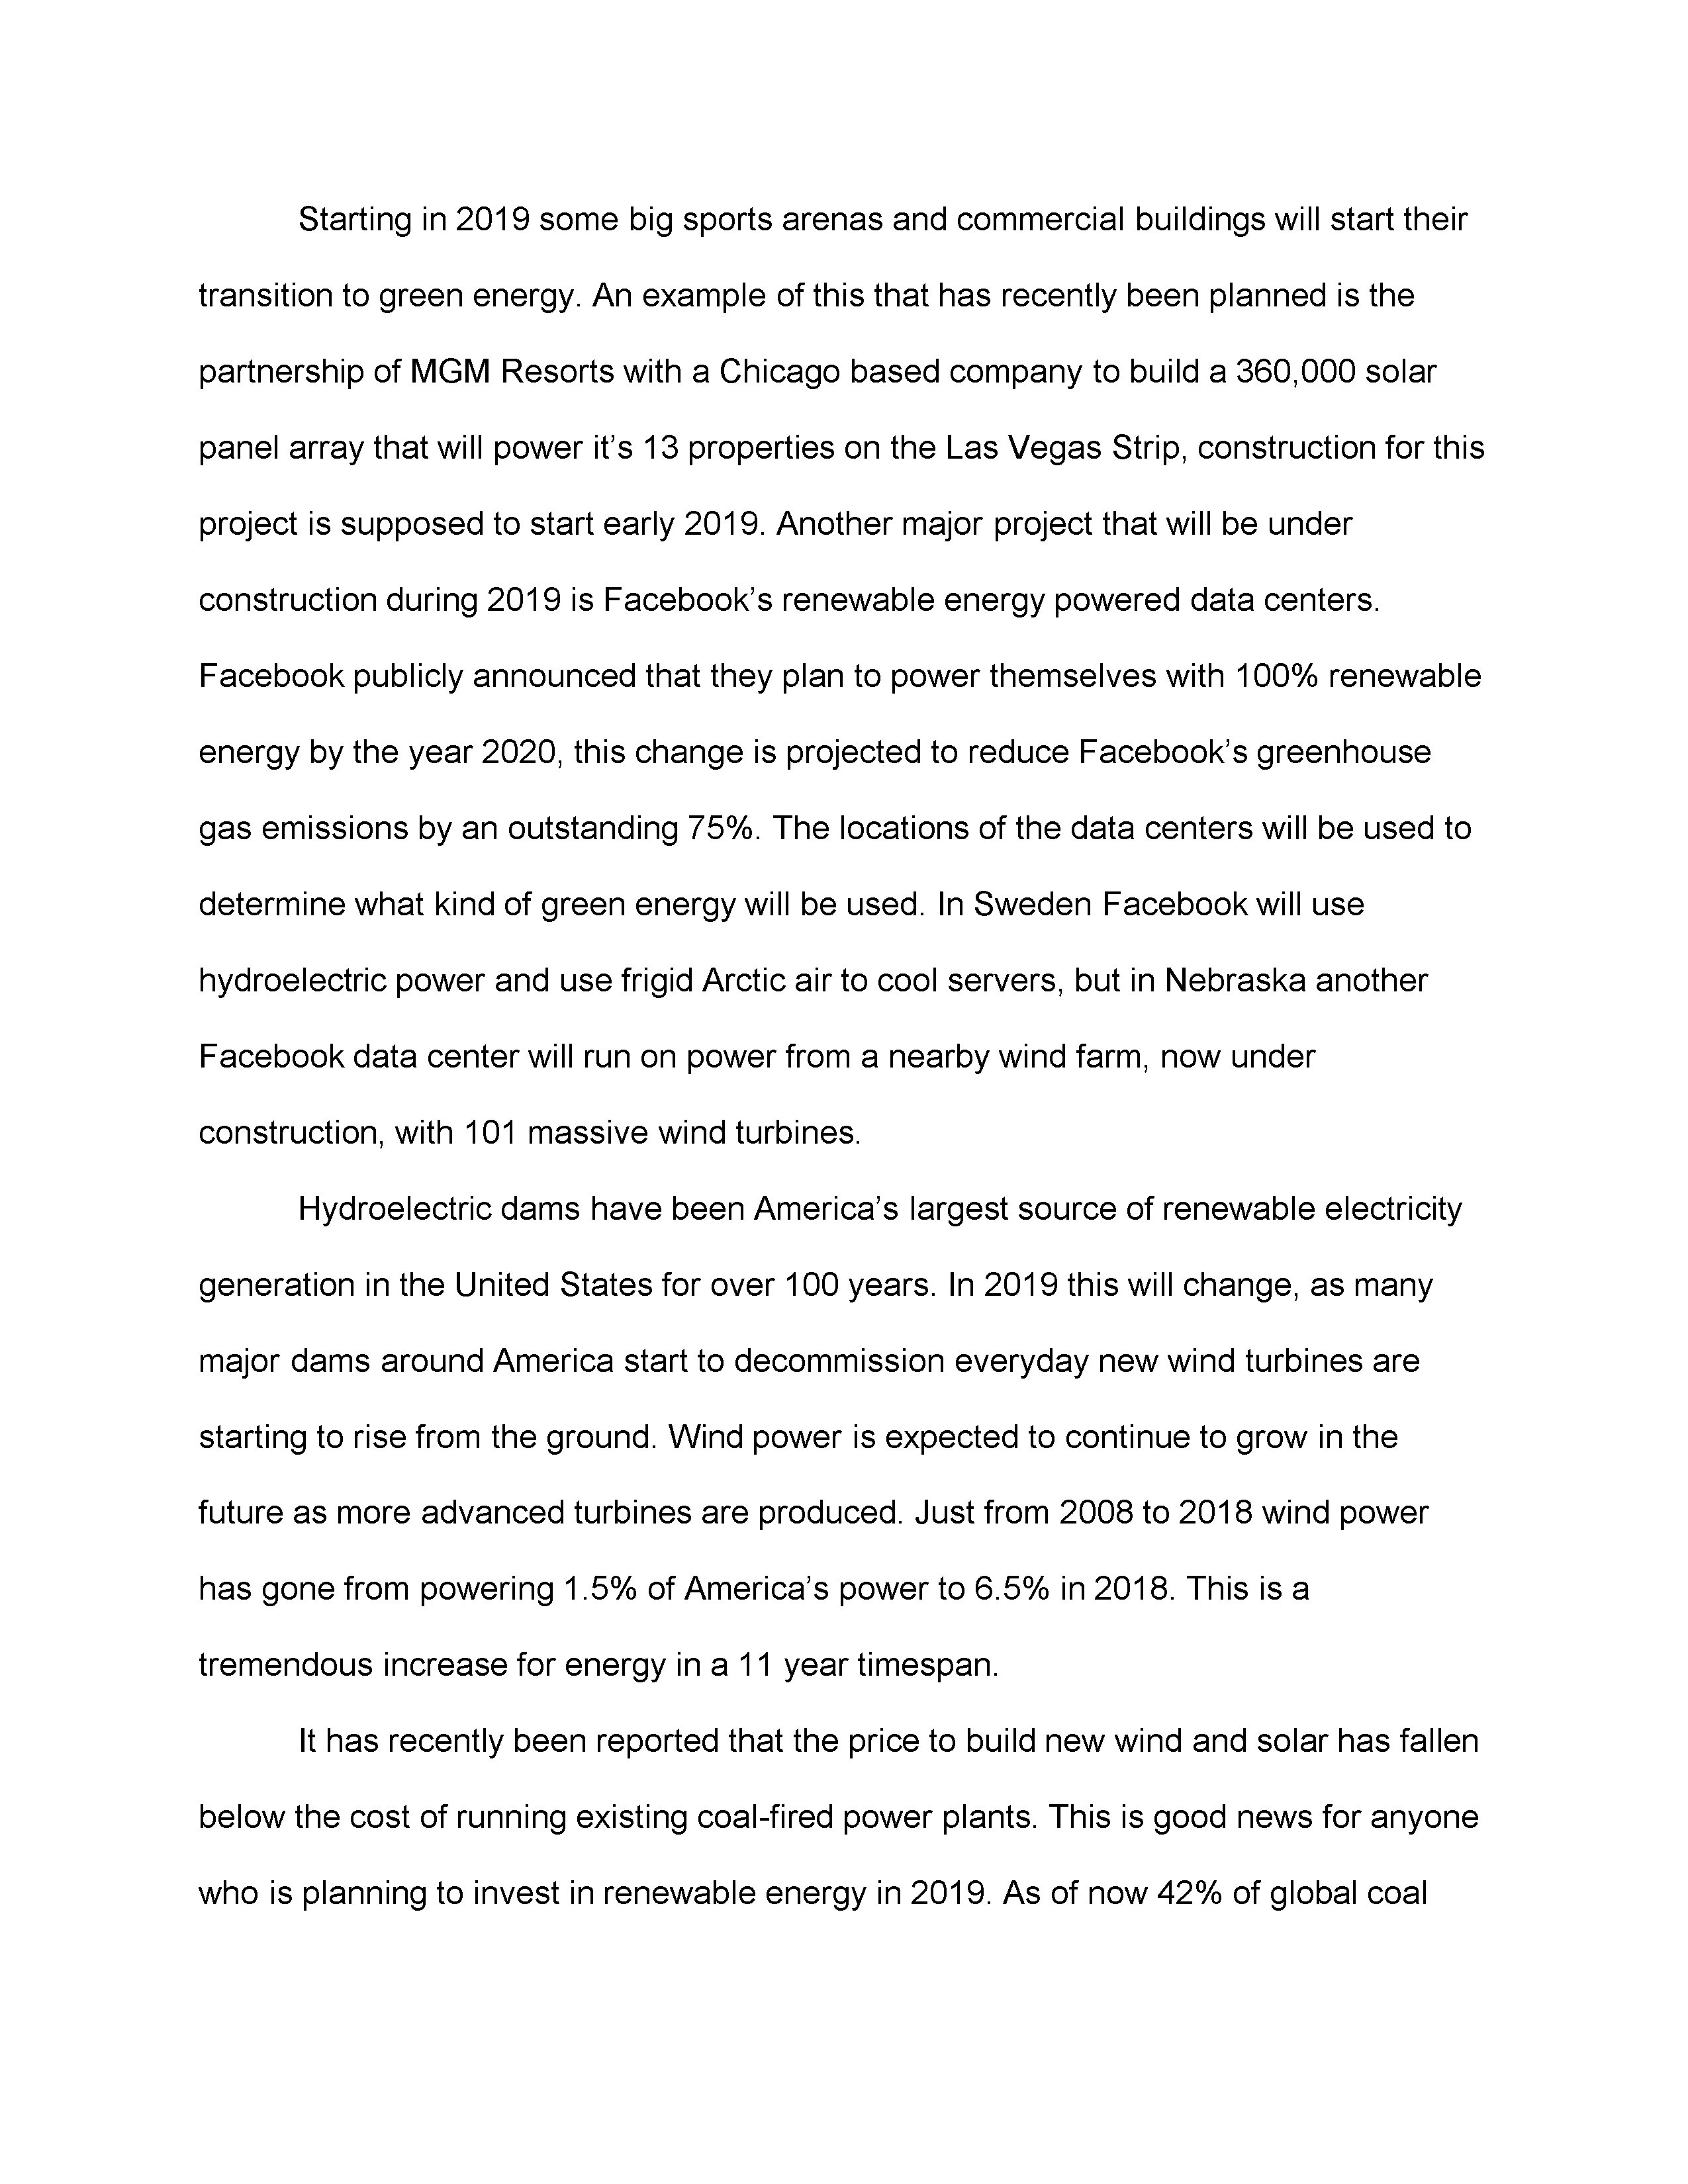 Starting in 2019 some big sports arenas and commercial buildings will start their
transition to green energy. An example of this that has recently been planned is the
partnership of MGM Resorts with a Chicago based company to build a 360,000 solar
panel array that will power it’s 13 properties on the Las Vegas Strip, construction for this
project is supposed to start early 2019. Another major project that will be under
construction during 2019 is Facebook’s renewable energy powered data centers.
Facebook publicly announced that they plan to power themselves with 100% renewable
energy by the year 2020, this change is projected to reduce Facebook’s greenhouse
gas emissions by an outstanding 75%. The locations of the data centers will be used to
determine what kind of green energy will be used. In Sweden Facebook will use
hydroelectric power and use frigid Arctic air to cool servers, but in Nebraska another
Facebook data center will run on power from a nearby wind farm, now under
construction, with 101 massive wind turbines.
Hydroelectric dams have been America’s largest source of renewable electricity
generation in the United States for over 100 years. In 2019 this will change, as many
major dams around America start to decommission everyday new wind turbines are
starting to rise from the ground. Wind power is expected to continue to grow in the
future as more advanced turbines are produced. Just from 2008 to 2018 wind power
has gone from powering 1.5% of America’s power to 6.5% in 2018. This is a
tremendous increase for energy in a 11 year timespan.
It has recently been reported that the price to build new wind and solar has fallen
below the cost of running existing coal-fired power plants. This is good news for anyone
who is planning to invest in renewable energy in 2019. As of now 42% of global coal